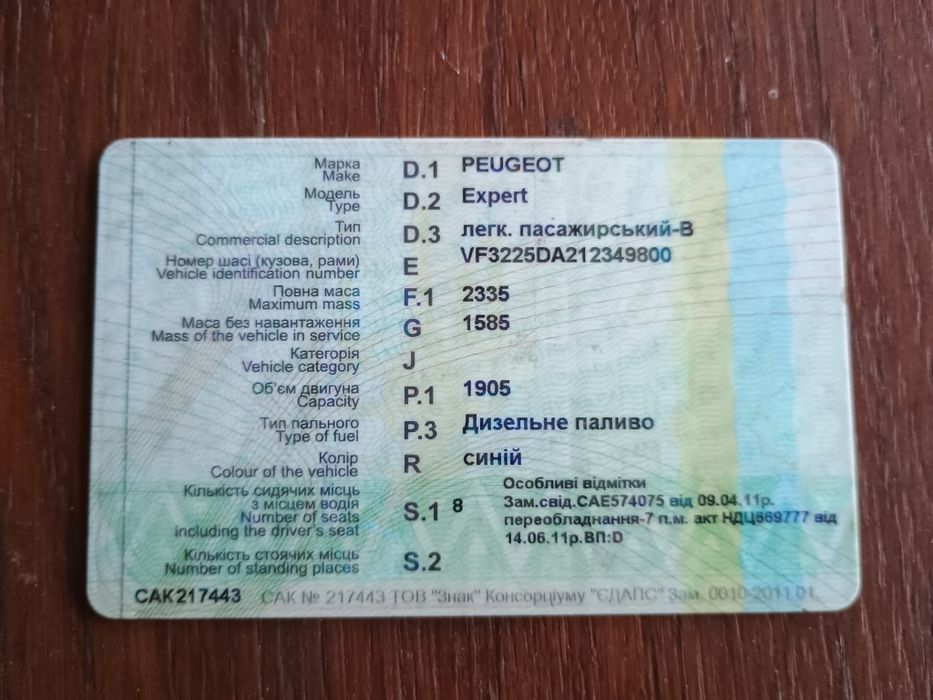 Марка
Make
D.1 PEUGEOT
Модель
Type
D.2 Expert
Тип
Commercial description
D.3 легк. пасажирський-В
Номер шасі (кузова, рами)
Vehicle identification number
E VF3225DA212349800
Повна маса
Maximum mass
F.1 2335
Маса без навантаження
Mass of the vehicle in service
G 1585
Категорія
Vehicle category
J
Об'єм двигуна
Capacity
P.1 1905
Тип пального
Type of fuel
P.3 Дизельне паливо
Колір
Colour of the vehicle
R синій
Кількість сидячих місць
з місцем водія
Number of seats
including the driver's seat
S.1 8
Особливі відмітки
Зам.свід.САЕ574075 від 09.04.11р.
переобладнання-7 п.м. акт НДЦ669777 від
14.06.11р.ВП:D
Кількість стоячих місць
Number of standing places
S.2
САК217443 САК № 217443 ТОВ "Знак" Консорціуму "ЄДАПС" Зам. 0010-2011.01.